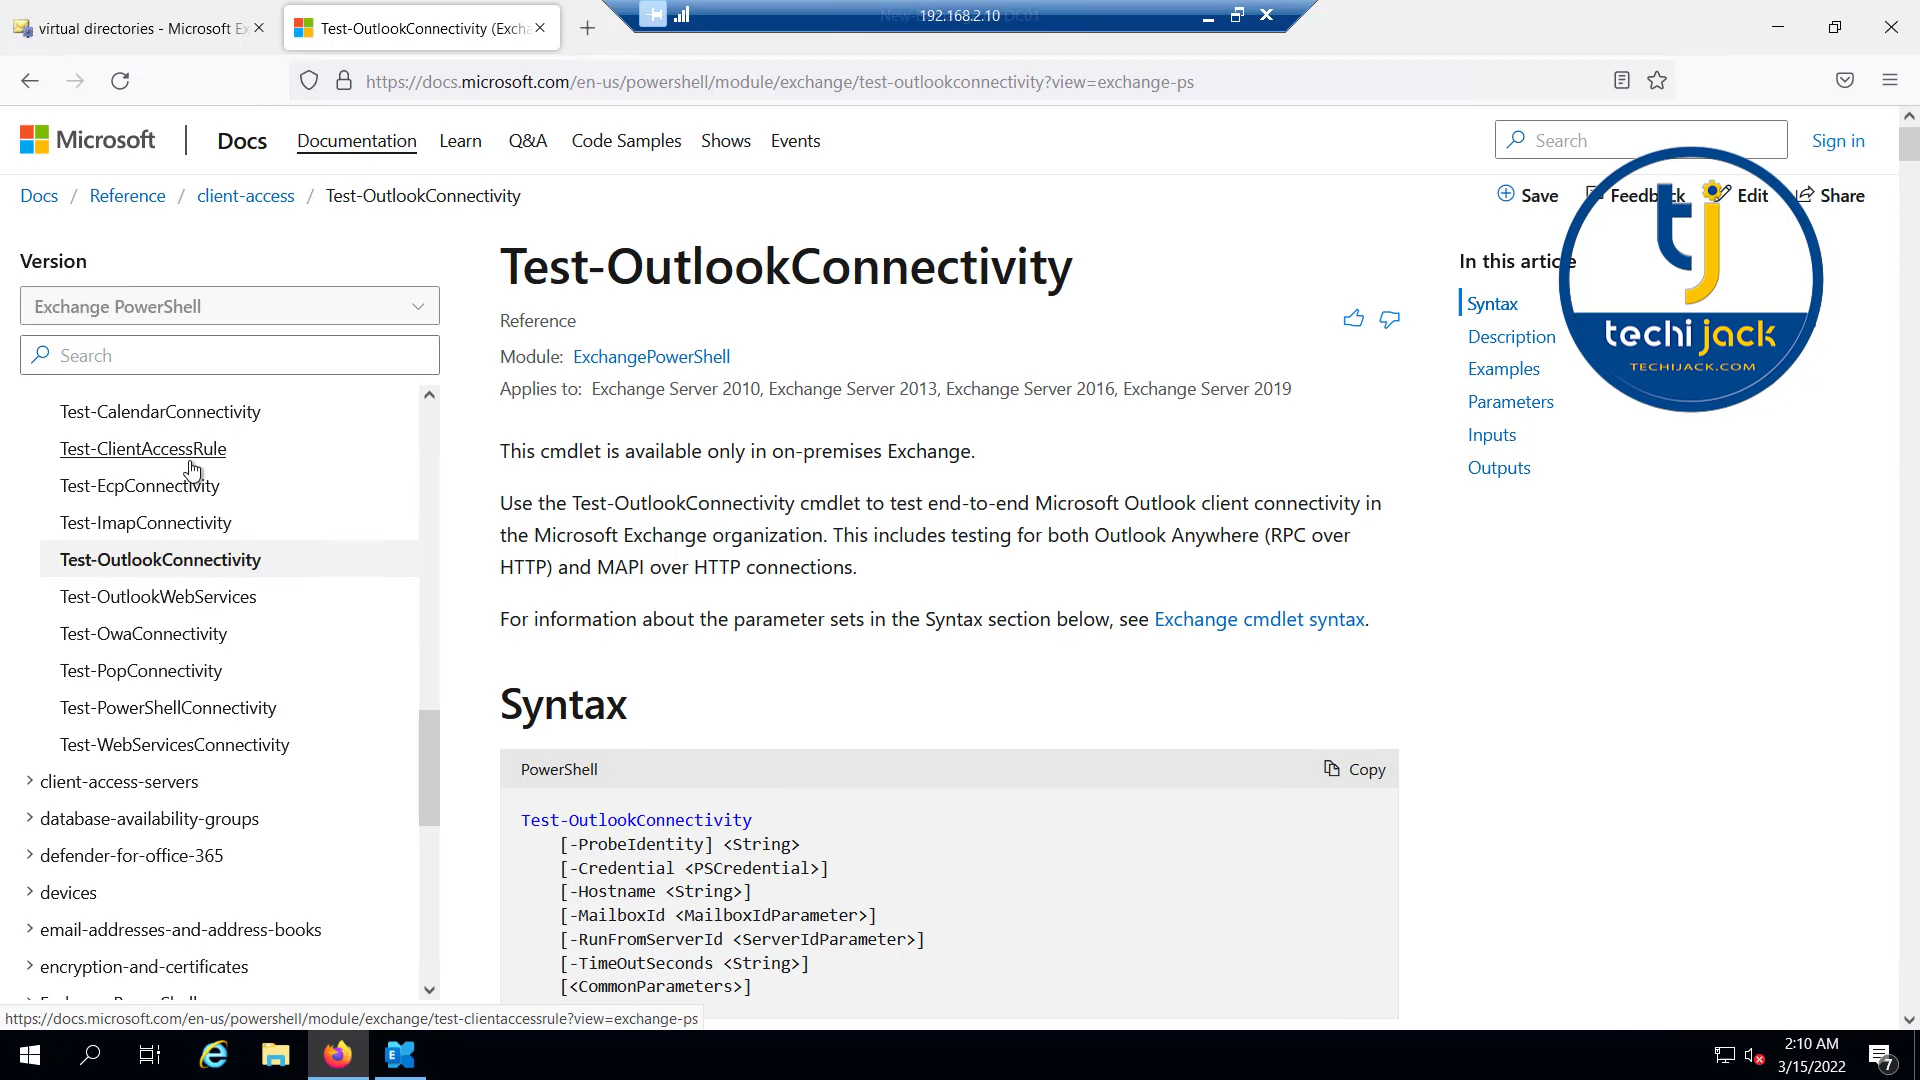 virtual directories - Microsoft Ex
Test-OutlookConnectivity (Excha
192.168.2.10
https://docs.microsoft.com/en-us/powershell/module/exchange/test-outlookconnectivity?view=exchange-ps
Microsoft
Docs
Documentation
Learn
Q&A
Code Samples
Shows
Events
Search
Sign in
Docs / Reference / client-access / Test-OutlookConnectivity
Save
Feedback
Edit
Share
tj
techi jack
TECHIJACK.COM
Version
Exchange PowerShell
Search
Test-CalendarConnectivity
Test-ClientAccessRule
Test-EcpConnectivity
Test-ImapConnectivity
Test-OutlookConnectivity
Test-OutlookWebServices
Test-OwaConnectivity
Test-PopConnectivity
Test-PowerShellConnectivity
Test-WebServicesConnectivity
client-access-servers
database-availability-groups
defender-for-office-365
devices
email-addresses-and-address-books
encryption-and-certificates
Test-OutlookConnectivity
Reference
Module: ExchangePowerShell
Applies to: Exchange Server 2010, Exchange Server 2013, Exchange Server 2016, Exchange Server 2019
This cmdlet is available only in on-premises Exchange.
Use the Test-OutlookConnectivity cmdlet to test end-to-end Microsoft Outlook client connectivity in
the Microsoft Exchange organization. This includes testing for both Outlook Anywhere (RPC over
HTTP) and MAPI over HTTP connections.
For information about the parameter sets in the Syntax section below, see Exchange cmdlet syntax.
Syntax
PowerShell
Copy
Test-OutlookConnectivity
[-ProbeIdentity] <String>
[-Credential <PSCredential>]
[-Hostname <String>]
[-MailboxId <MailboxIdParameter>]
[-RunFromServerId <ServerIdParameter>]
[-TimeOutSeconds <String>]
[<CommonParameters>]
In this article
Syntax
Description
Examples
Parameters
Inputs
Outputs
https://docs.microsoft.com/en-us/powershell/module/exchange/test-clientaccessrule?view=exchange-ps
2:10 AM
3/15/2022
7